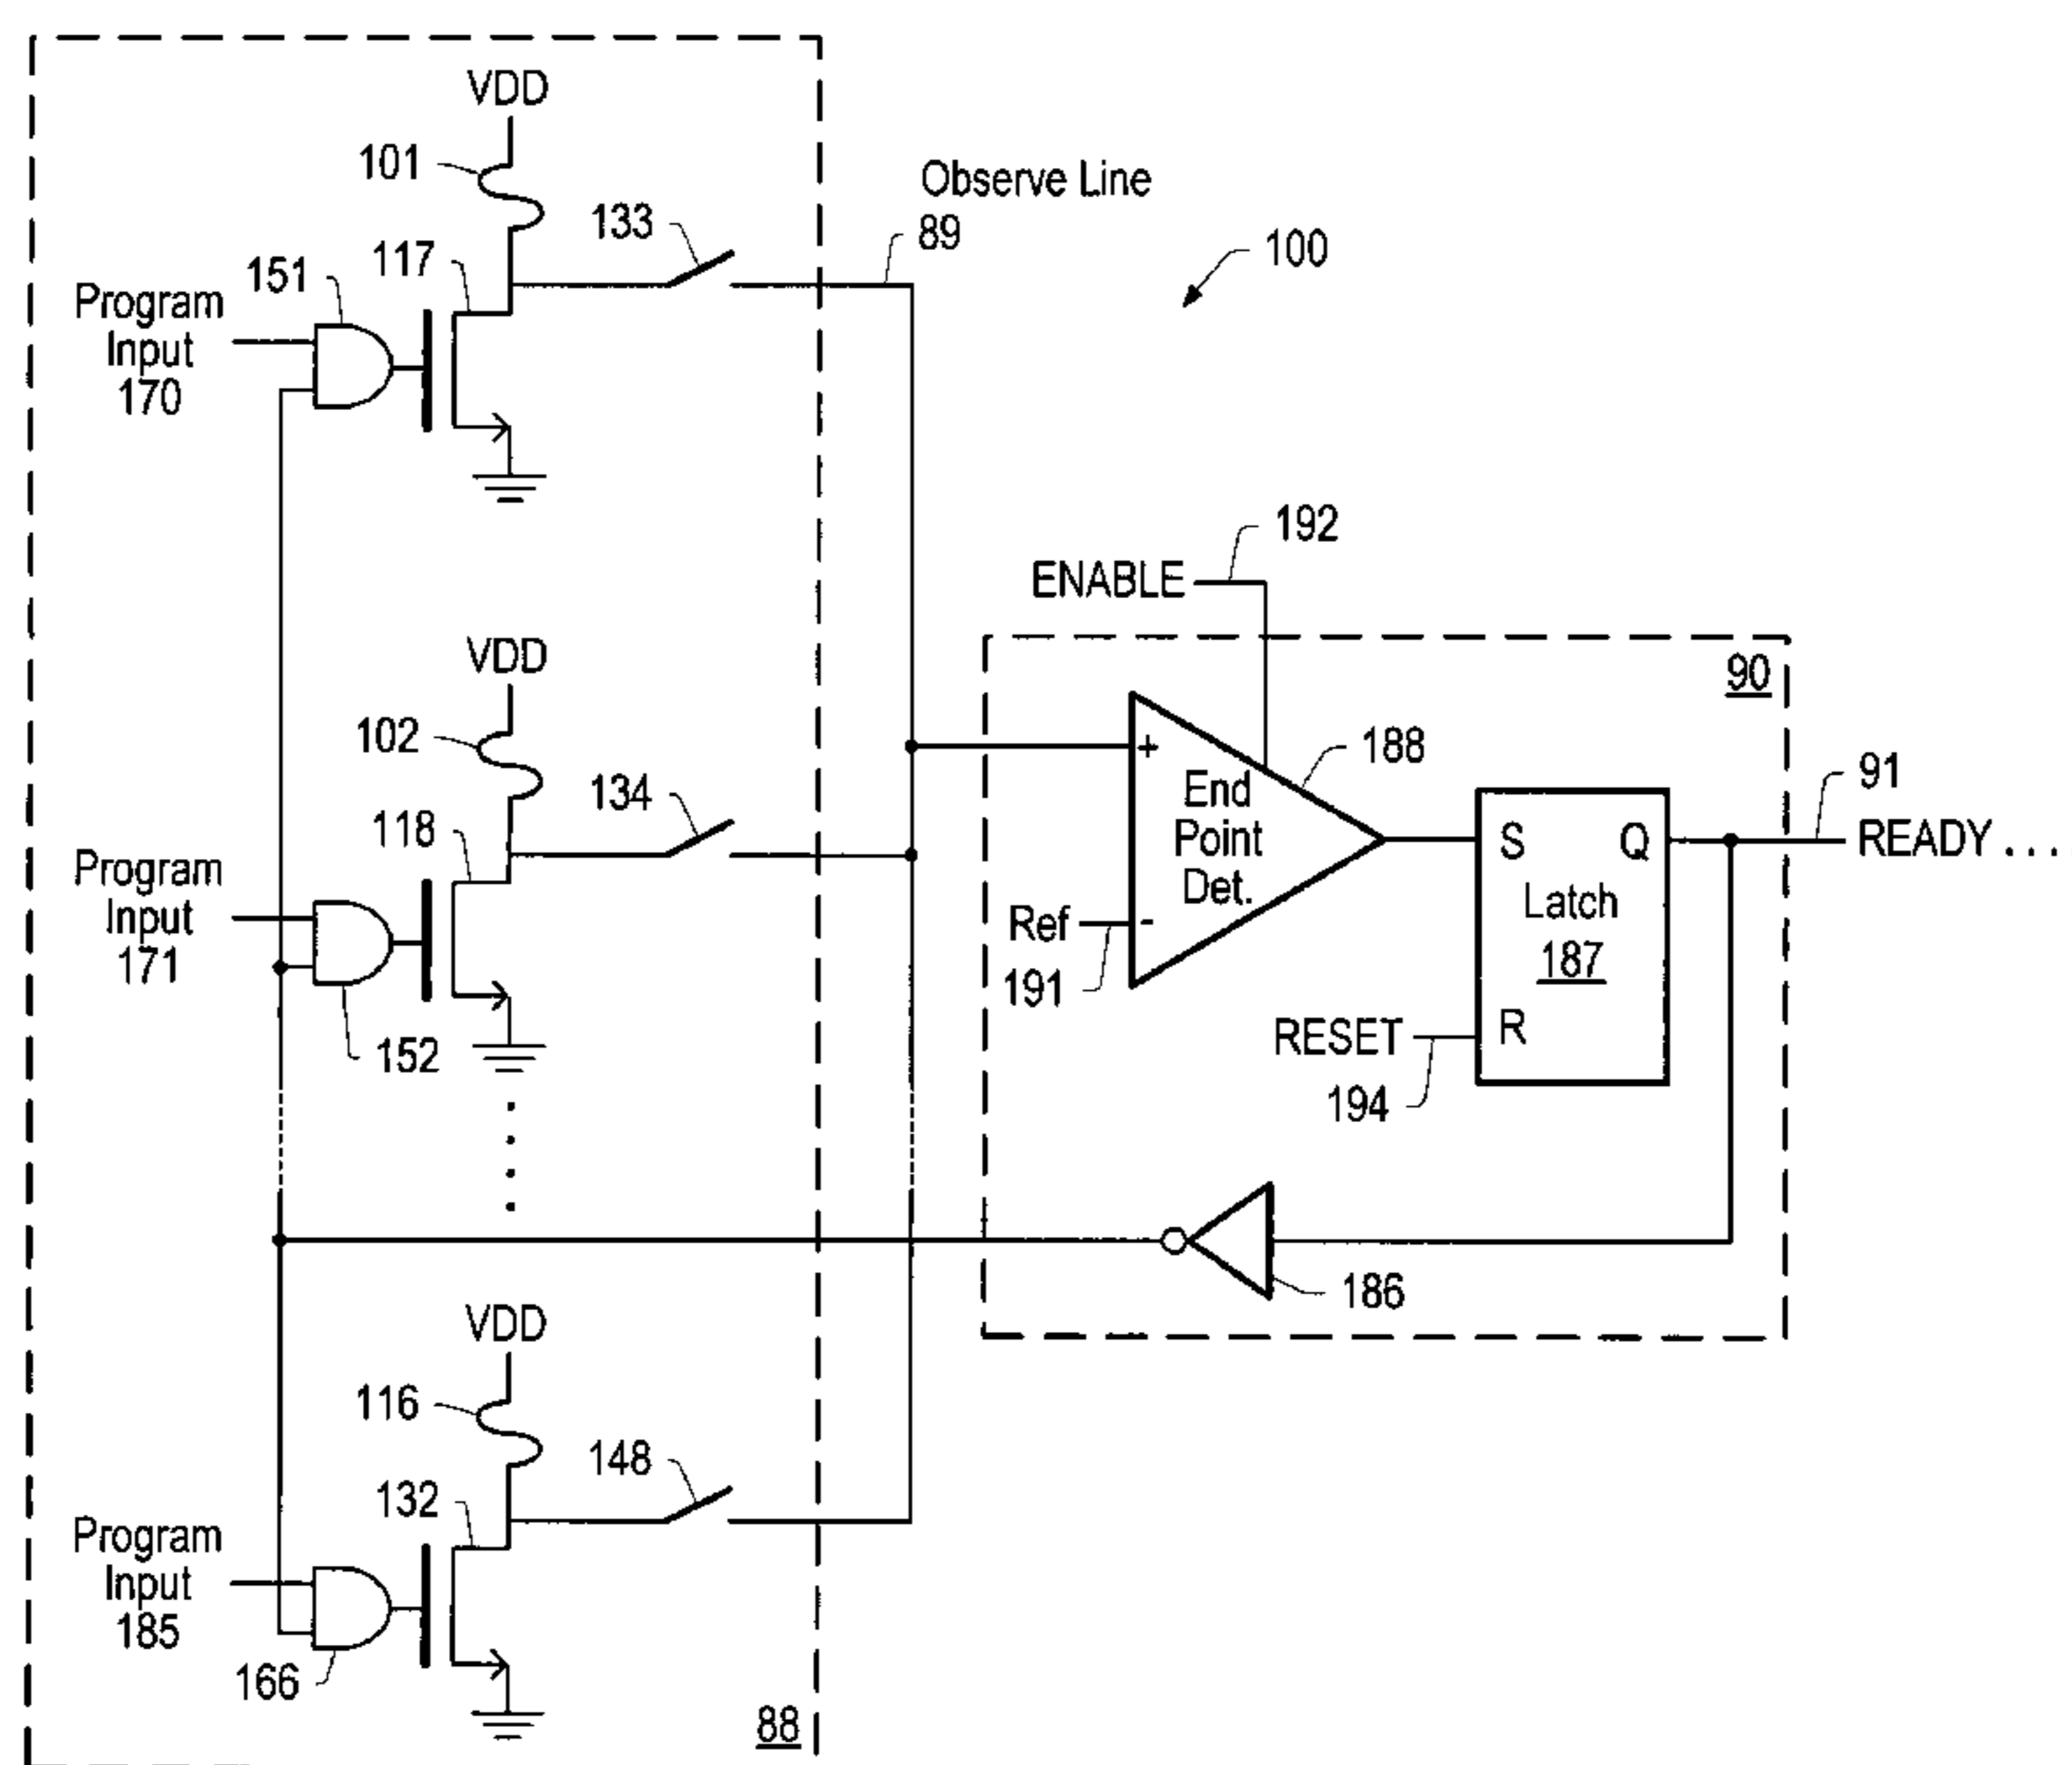 VDD
101
Observe Line
89
133
100
117
151
Program
Input
170
192
ENABLE
VDD
90
102
188
134
91
End
Point
Det.
+
-
118
S
Q
READY...
Program
Input
171
Ref
191
Latch
187
152
RESET
R
194
186
VDD
116
148
132
Program
Input
185
166
88